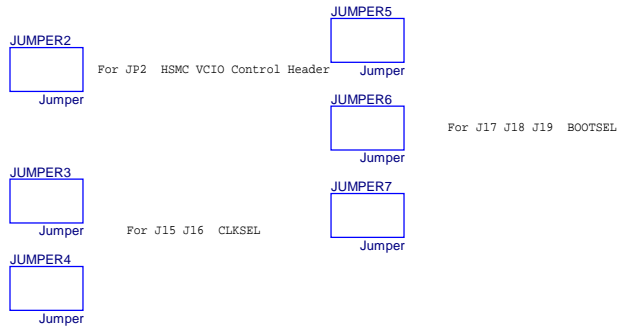 JUMPER2
Jumper
For JP2 HSMC VCIO Control Header
JUMPER3
Jumper
For J15 J16 CLKSEL
JUMPER4
Jumper
JUMPER5
Jumper
JUMPER6
Jumper
For J17 J18 J19 BOOTSEL
JUMPER7
Jumper